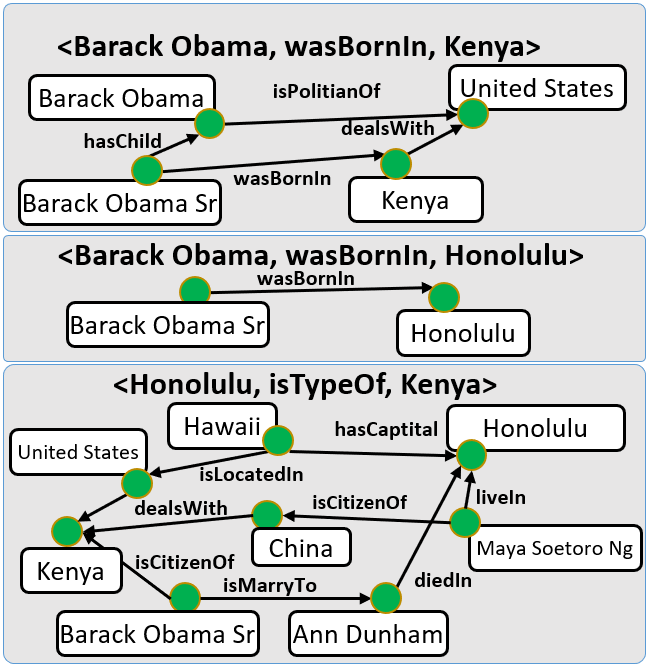 <Barack Obama, wasBornIn, Kenya>
Barack Obama
isPolitianOf
United States
hasChild
dealsWith
wasBornIn
Barack Obama Sr
Kenya
<Barack Obama, wasBornIn, Honolulu>
wasBornIn
Barack Obama Sr
Honolulu
<Honolulu, isTypeOf, Kenya>
Hawaii
hasCaptital
Honolulu
United States
isLocatedIn
dealsWith
isCitizenOf
liveIn
China
Maya Soetoro Ng
Kenya
isCitizenOf
isMarryTo
diedIn
Barack Obama Sr
Ann Dunham